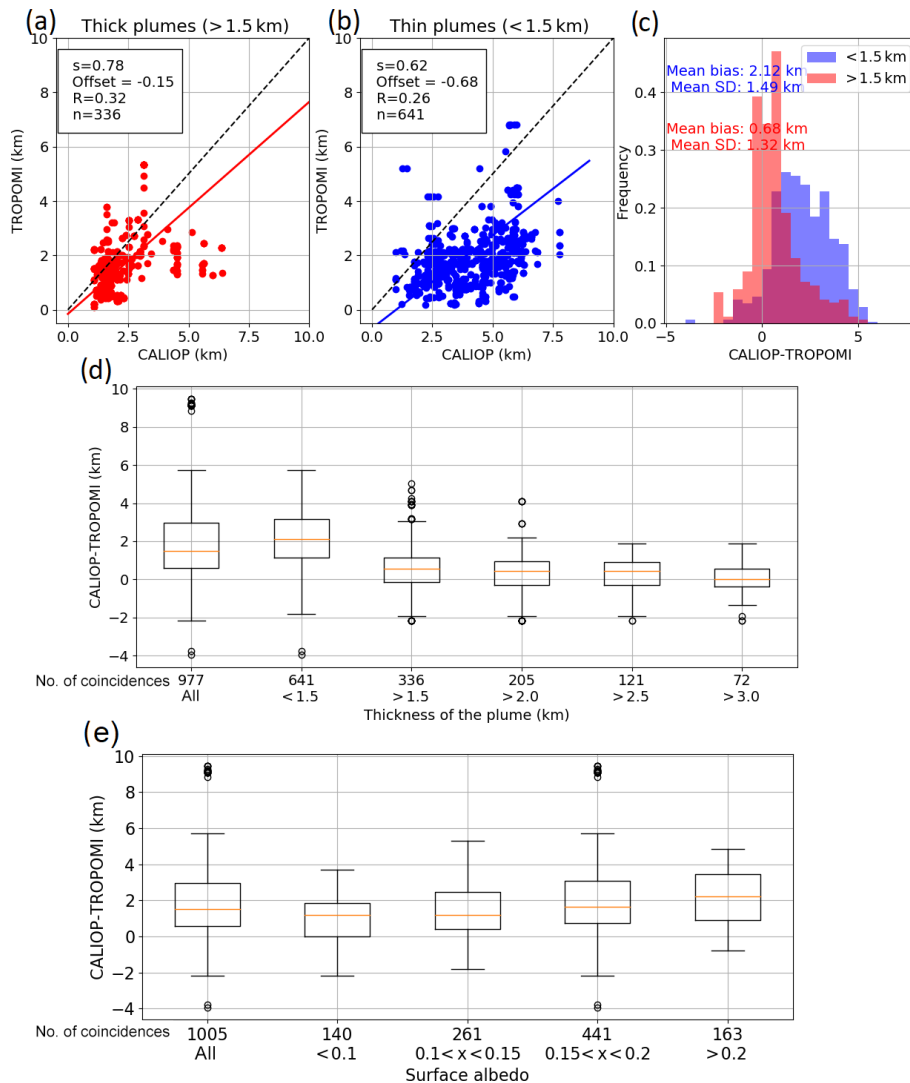 (a)
Thick plumes (>1.5 km)
s=0.78
Offset = -0.15
R=0.32
n=336
TROPOMI (km)
10
8
6
4
2
0
0.0 2.5 5.0 7.5 10.0
CALIOP (km)
(b)
Thin plumes (<1.5 km)
s=0.62
Offset = -0.68
R=0.26
n=641
TROPOMI (km)
10
8
6
4
2
0
0.0 2.5 5.0 7.5 10.0
CALIOP (km)
(c)
<1.5 km
>1.5 km
Mean bias: 2.12 km
Mean SD: 1.49 km
Mean bias: 0.68 km
Mean SD: 1.32 km
Frequency
0.4
0.3
0.2
0.1
0.0
−5 0 5
CALIOP-TROPOMI
(d)
CALIOP-TROPOMI (km)
10
8
6
4
2
0
−2
−4
No. of coincidences 977 641 336 205 121 72
All <1.5 >1.5 >2.0 >2.5 >3.0
Thickness of the plume (km)
(e)
CALIOP-TROPOMI (km)
10
8
6
4
2
0
−2
−4
No. of coincidences 1005 140 261 441 163
All <0.1 0.1<x<0.15 0.15<x<0.2 >0.2
Surface albedo